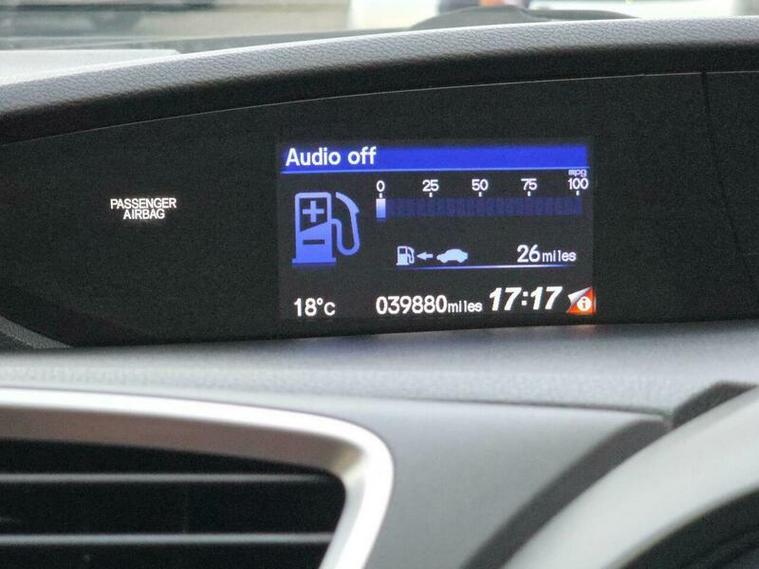 Audio off
mpg
0 25 50 75 100
PASSENGER
AIRBAG
26miles
18°c 039880miles 17:17 i